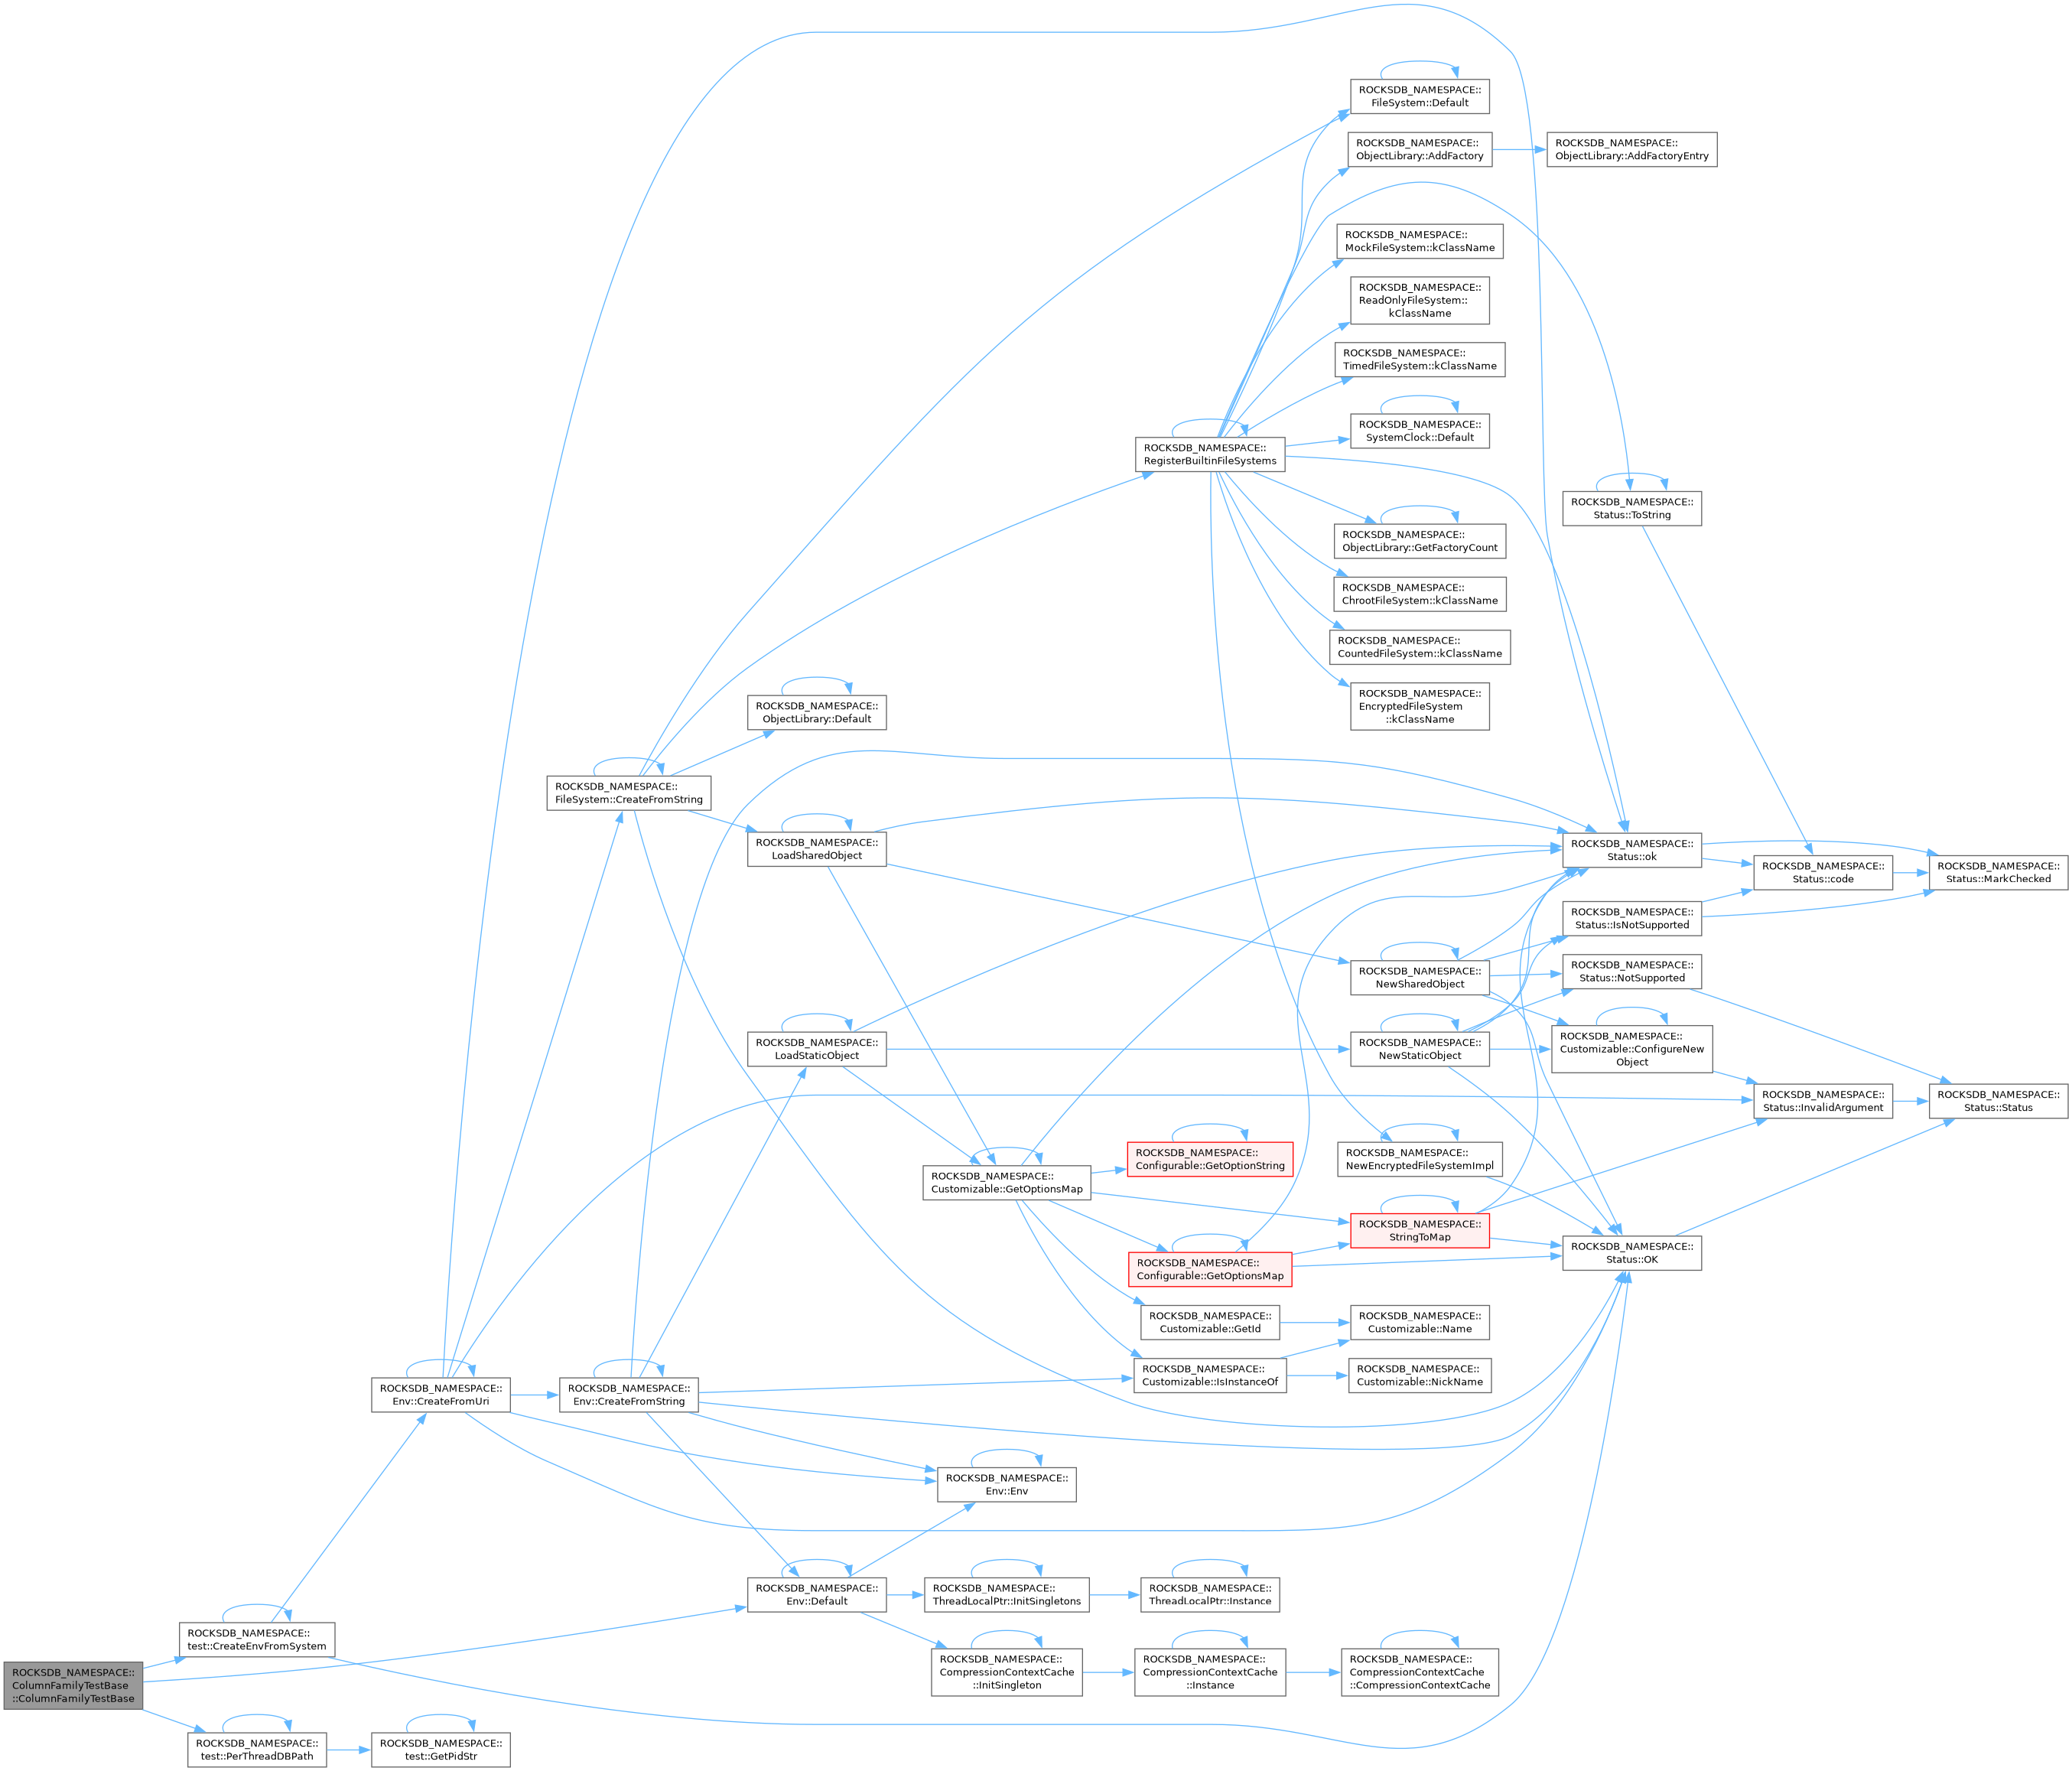 ROCKSDB_NAMESPACE::
ColumnFamilyTestBase
::ColumnFamilyTestBase
ROCKSDB_NAMESPACE::
test::CreateEnvFromSystem
ROCKSDB_NAMESPACE::
test::PerThreadDBPath
ROCKSDB_NAMESPACE::
Env::CreateFromUri
ROCKSDB_NAMESPACE::
test::GetPidStr
ROCKSDB_NAMESPACE::
FileSystem::CreateFromString
ROCKSDB_NAMESPACE::
Env::CreateFromString
ROCKSDB_NAMESPACE::
ObjectLibrary::Default
ROCKSDB_NAMESPACE::
LoadSharedObject
ROCKSDB_NAMESPACE::
LoadStaticObject
ROCKSDB_NAMESPACE::
Env::Default
ROCKSDB_NAMESPACE::
Customizable::GetOptionsMap
ROCKSDB_NAMESPACE::
Env::Env
ROCKSDB_NAMESPACE::
ThreadLocalPtr::InitSingletons
ROCKSDB_NAMESPACE::
CompressionContextCache
::InitSingleton
ROCKSDB_NAMESPACE::
RegisterBuiltinFileSystems
ROCKSDB_NAMESPACE::
Configurable::GetOptionString
ROCKSDB_NAMESPACE::
Configurable::GetOptionsMap
ROCKSDB_NAMESPACE::
Customizable::GetId
ROCKSDB_NAMESPACE::
Customizable::IsInstanceOf
ROCKSDB_NAMESPACE::
ThreadLocalPtr::Instance
ROCKSDB_NAMESPACE::
CompressionContextCache
::Instance
ROCKSDB_NAMESPACE::
FileSystem::Default
ROCKSDB_NAMESPACE::
ObjectLibrary::AddFactory
ROCKSDB_NAMESPACE::
MockFileSystem::kClassName
ROCKSDB_NAMESPACE::
ReadOnlyFileSystem::
kClassName
ROCKSDB_NAMESPACE::
TimedFileSystem::kClassName
ROCKSDB_NAMESPACE::
SystemClock::Default
ROCKSDB_NAMESPACE::
ObjectLibrary::GetFactoryCount
ROCKSDB_NAMESPACE::
ChrootFileSystem::kClassName
ROCKSDB_NAMESPACE::
CountedFileSystem::kClassName
ROCKSDB_NAMESPACE::
EncryptedFileSystem
::kClassName
ROCKSDB_NAMESPACE::
NewSharedObject
ROCKSDB_NAMESPACE::
NewStaticObject
ROCKSDB_NAMESPACE::
NewEncryptedFileSystemImpl
ROCKSDB_NAMESPACE::
StringToMap
ROCKSDB_NAMESPACE::
Customizable::Name
ROCKSDB_NAMESPACE::
Customizable::NickName
ROCKSDB_NAMESPACE::
CompressionContextCache
::CompressionContextCache
ROCKSDB_NAMESPACE::
ObjectLibrary::AddFactoryEntry
ROCKSDB_NAMESPACE::
Status::ToString
ROCKSDB_NAMESPACE::
Status::ok
ROCKSDB_NAMESPACE::
Status::IsNotSupported
ROCKSDB_NAMESPACE::
Status::NotSupported
ROCKSDB_NAMESPACE::
Customizable::ConfigureNew
Object
ROCKSDB_NAMESPACE::
Status::OK
ROCKSDB_NAMESPACE::
Status::code
ROCKSDB_NAMESPACE::
Status::InvalidArgument
ROCKSDB_NAMESPACE::
Status::MarkChecked
ROCKSDB_NAMESPACE::
Status::Status